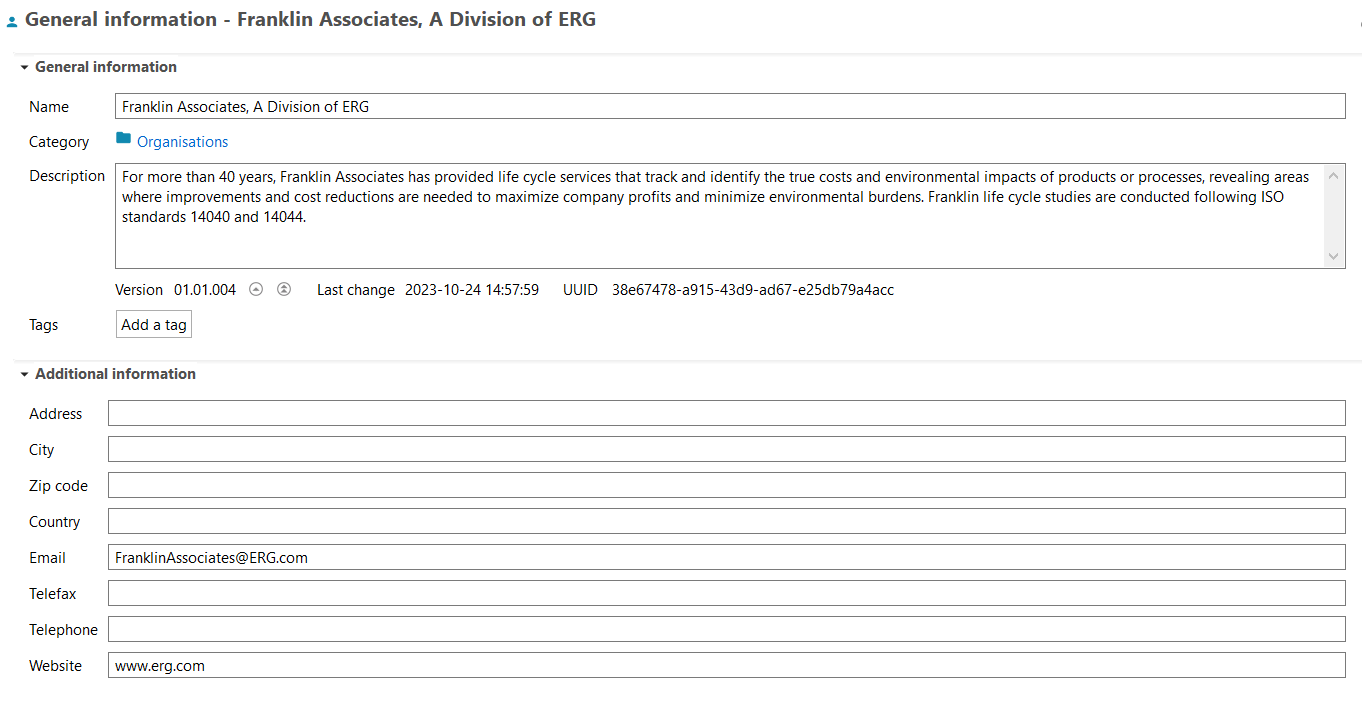 General information - Franklin Associates, A Division of ERG
General information
Name Franklin Associates, A Division of ERG
Category Organisations
Description For more than 40 years, Franklin Associates has provided life cycle services that track and identify the true costs and environmental impacts of products or processes, revealing areas
where improvements and cost reductions are needed to maximize company profits and minimize environmental burdens. Franklin life cycle studies are conducted following ISO
standards 14040 and 14044.
Version 01.01.004 Last change 2023-10-24 14:57:59 UUID 38e67478-a915-43d9-ad67-e25db79a4acc
Tags Add a tag
Additional information
Address
City
Zip code
Country
Email FranklinAssociates@ERG.com
Telefax
Telephone
Website www.erg.com